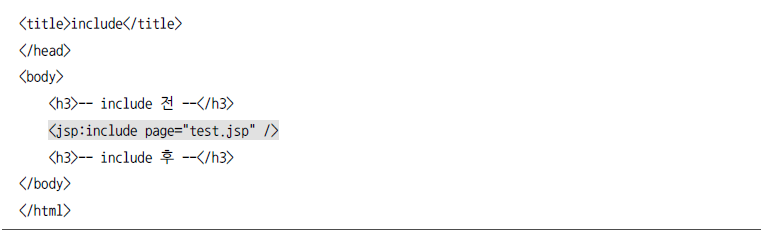 <title>include</title>
</head>
<body>
<h3>-- include 전 --</h3>
<jsp:include page="test.jsp" />
<h3>-- include 후 --</h3>
</body>
</html>